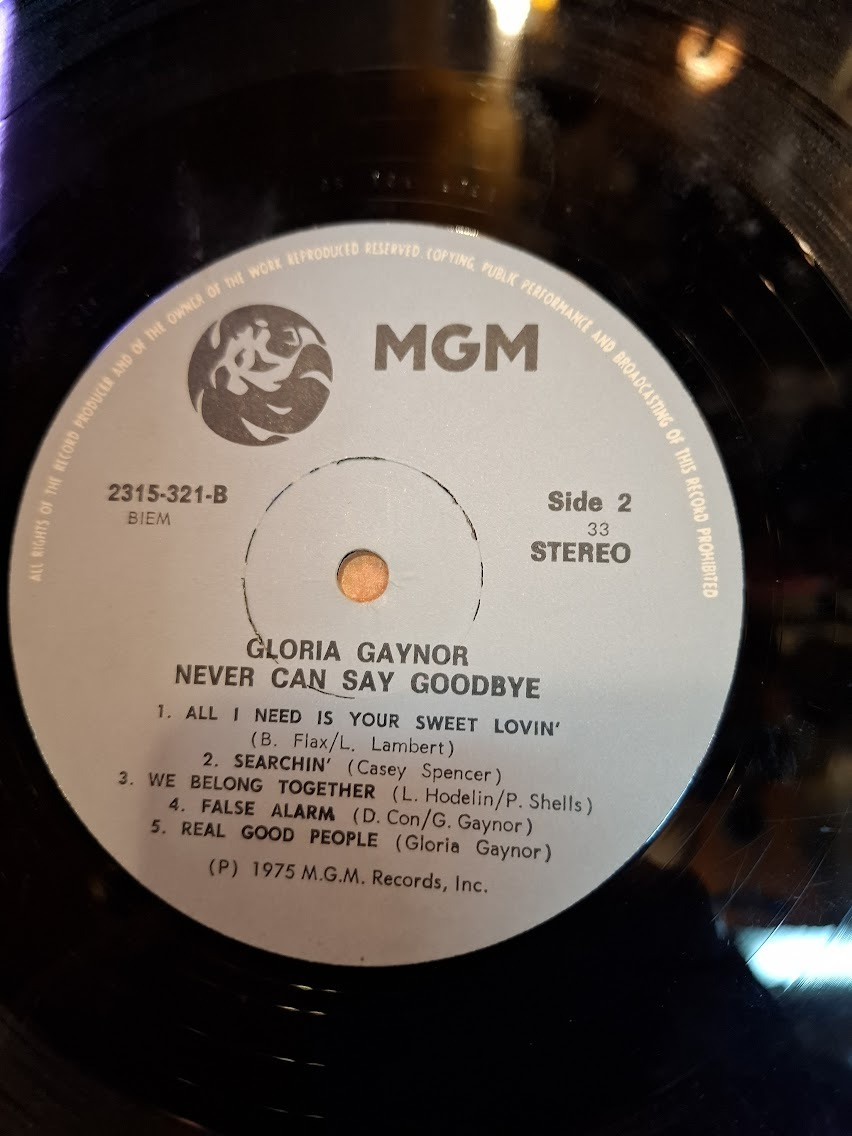 ALL RIGHTS OF THE RECORD PRODUCER AND OF THE OWNER OF THE WORK REPRODUCED RESERVED. COPYING, PUBLIC PERFORMANCE AND BROADCASTING OF THIS RECORD PROHIBITED
MGM
2315-321-B
BIEM
Side 2
33
STEREO
GLORIA GAYNOR
NEVER CAN SAY GOODBYE
1. ALL I NEED IS YOUR SWEET LOVIN'
(B. Flax/L. Lambert)
2. SEARCHIN' (Casey Spencer)
3. WE BELONG TOGETHER (L. Hodelin/P. Shells)
4. FALSE ALARM (D. Con/G. Gaynor)
5. REAL GOOD PEOPLE (Gloria Gaynor)
(P) 1975 M.G.M. Records, Inc.